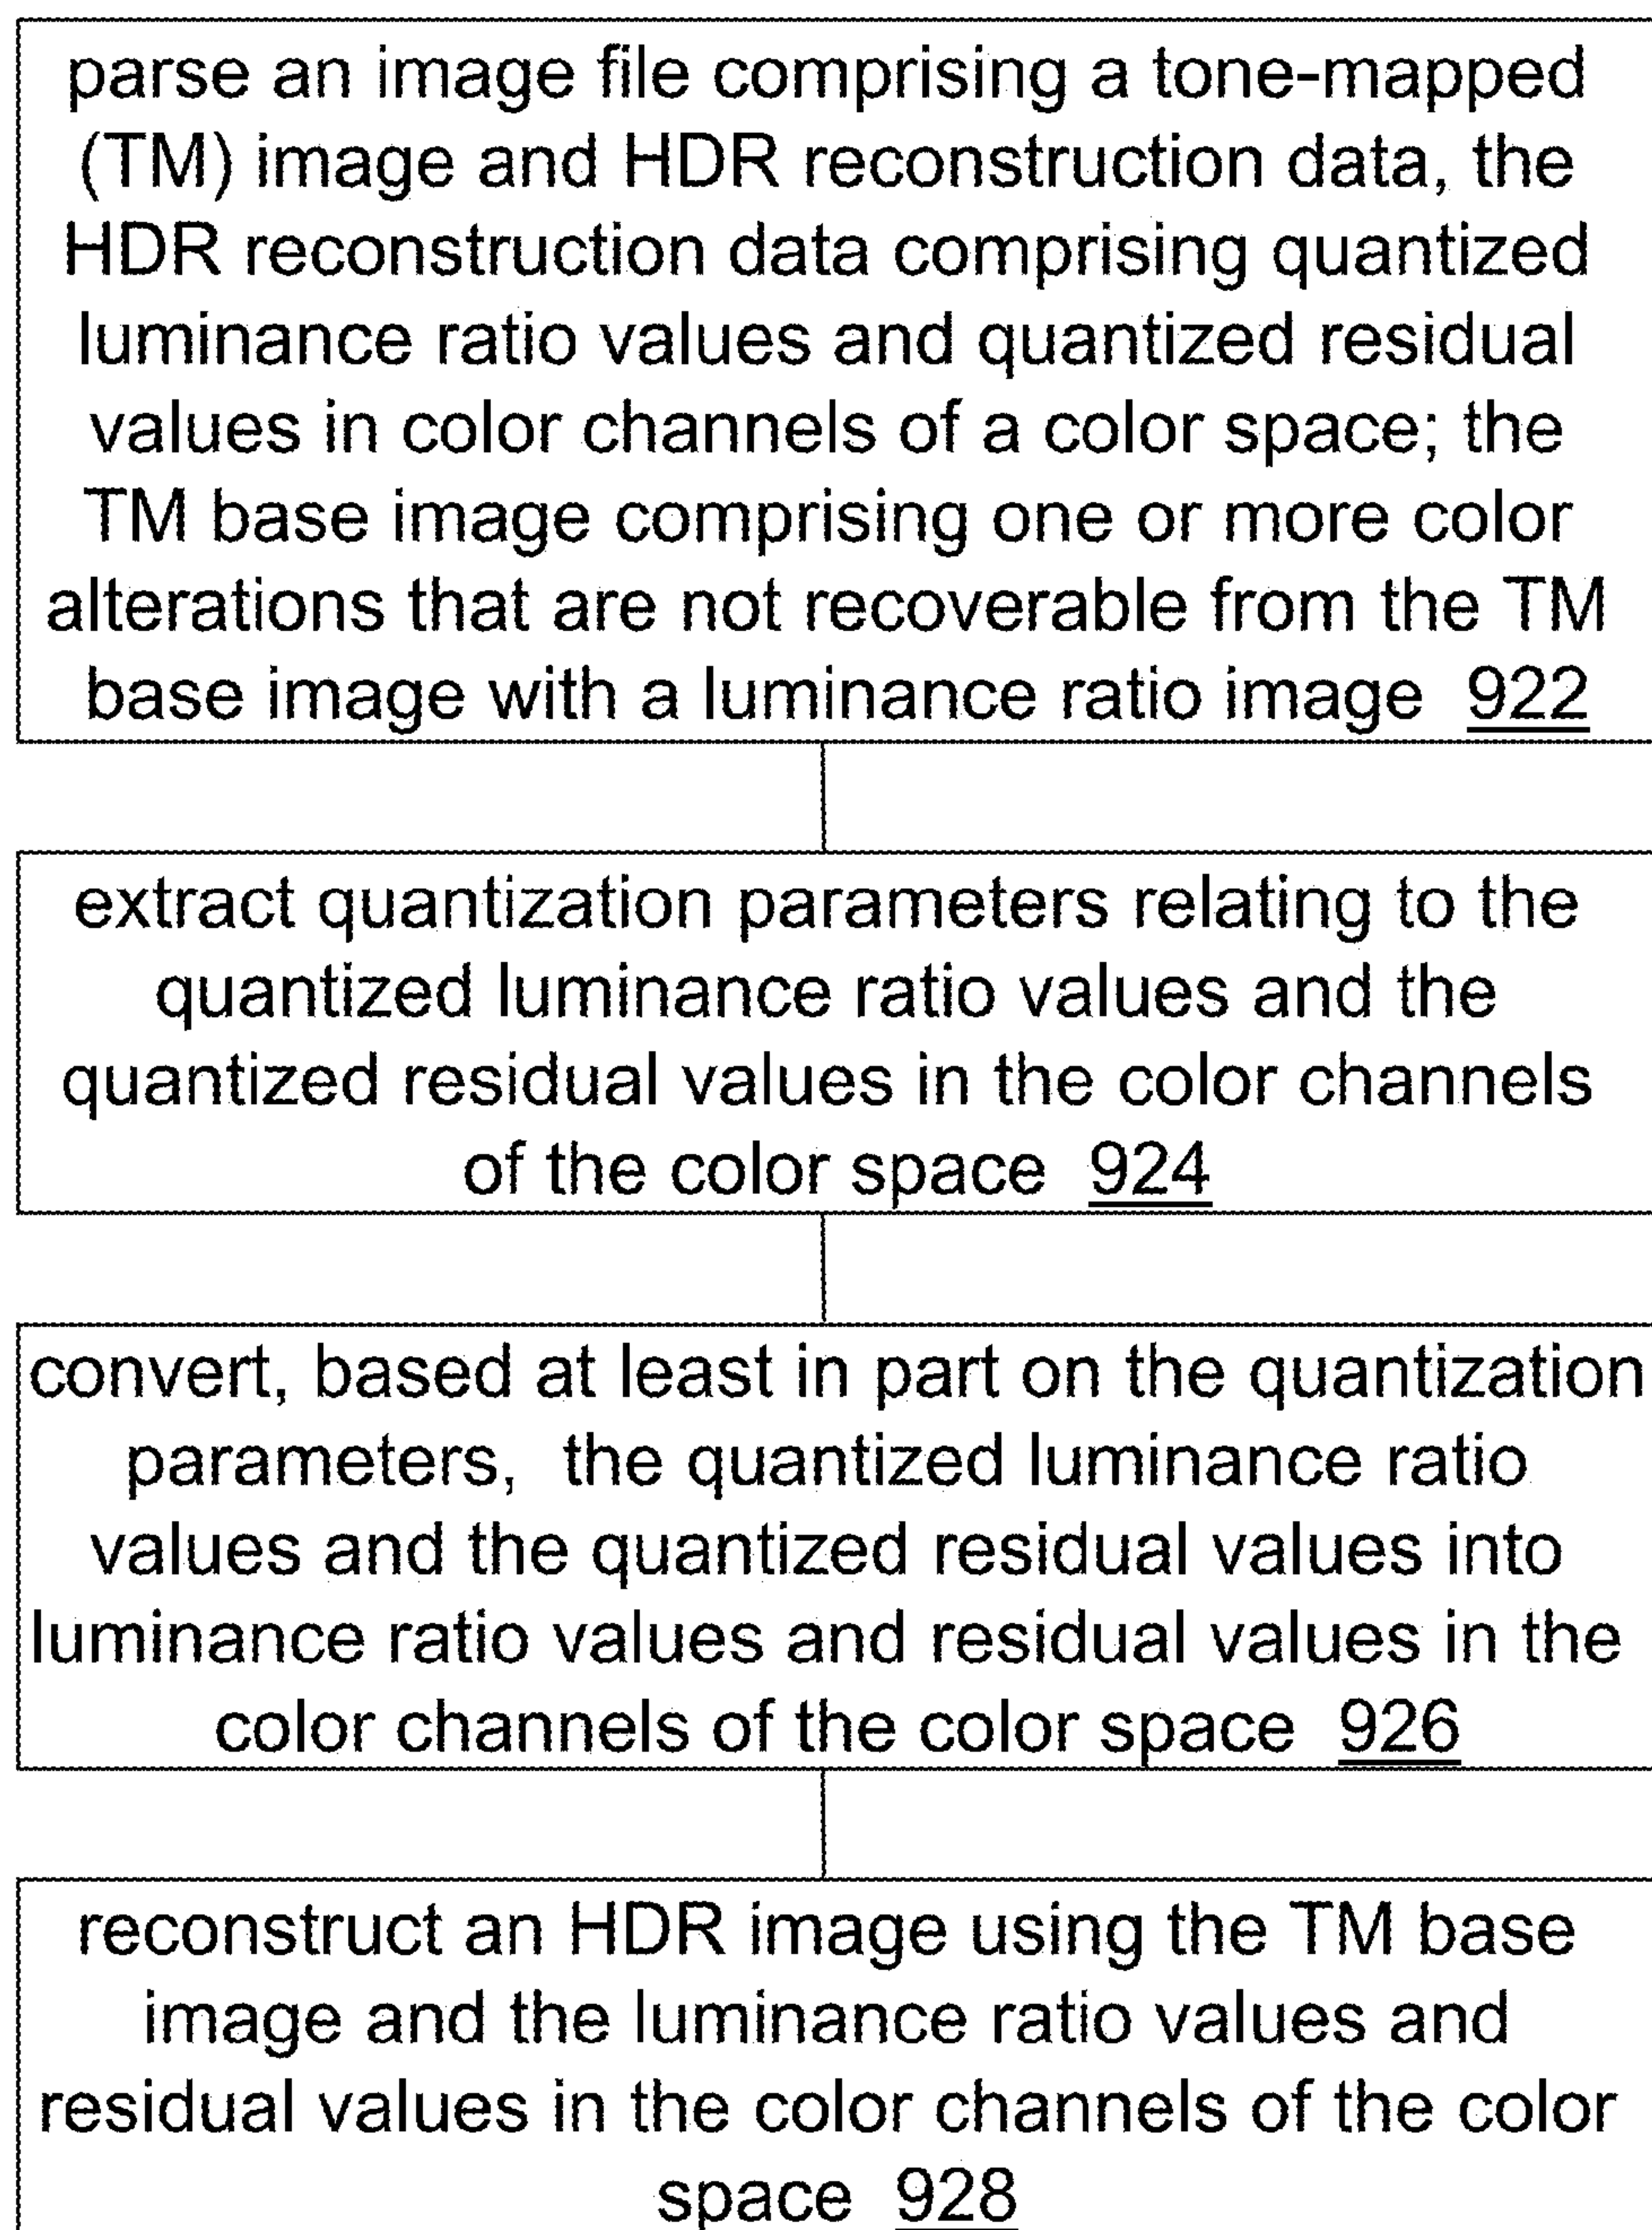 parse an image file comprising a tone-mapped
(TM) image and HDR reconstruction data, the
HDR reconstruction data comprising quantized
luminance ratio values and quantized residual
values in color channels of a color space; the
TM base image comprising one or more color
alterations that are not recoverable from the TM
base image with a luminance ratio image 922
extract quantization parameters relating to the
quantized luminance ratio values and the
quantized residual values in the color channels
of the color space 924
convert, based at least in part on the quantization
parameters, the quantized luminance ratio
values and the quantized residual values into
luminance ratio values and residual values in the
color channels of the color space 926
reconstruct an HDR image using the TM base
image and the luminance ratio values and
residual values in the color channels of the color
space 928